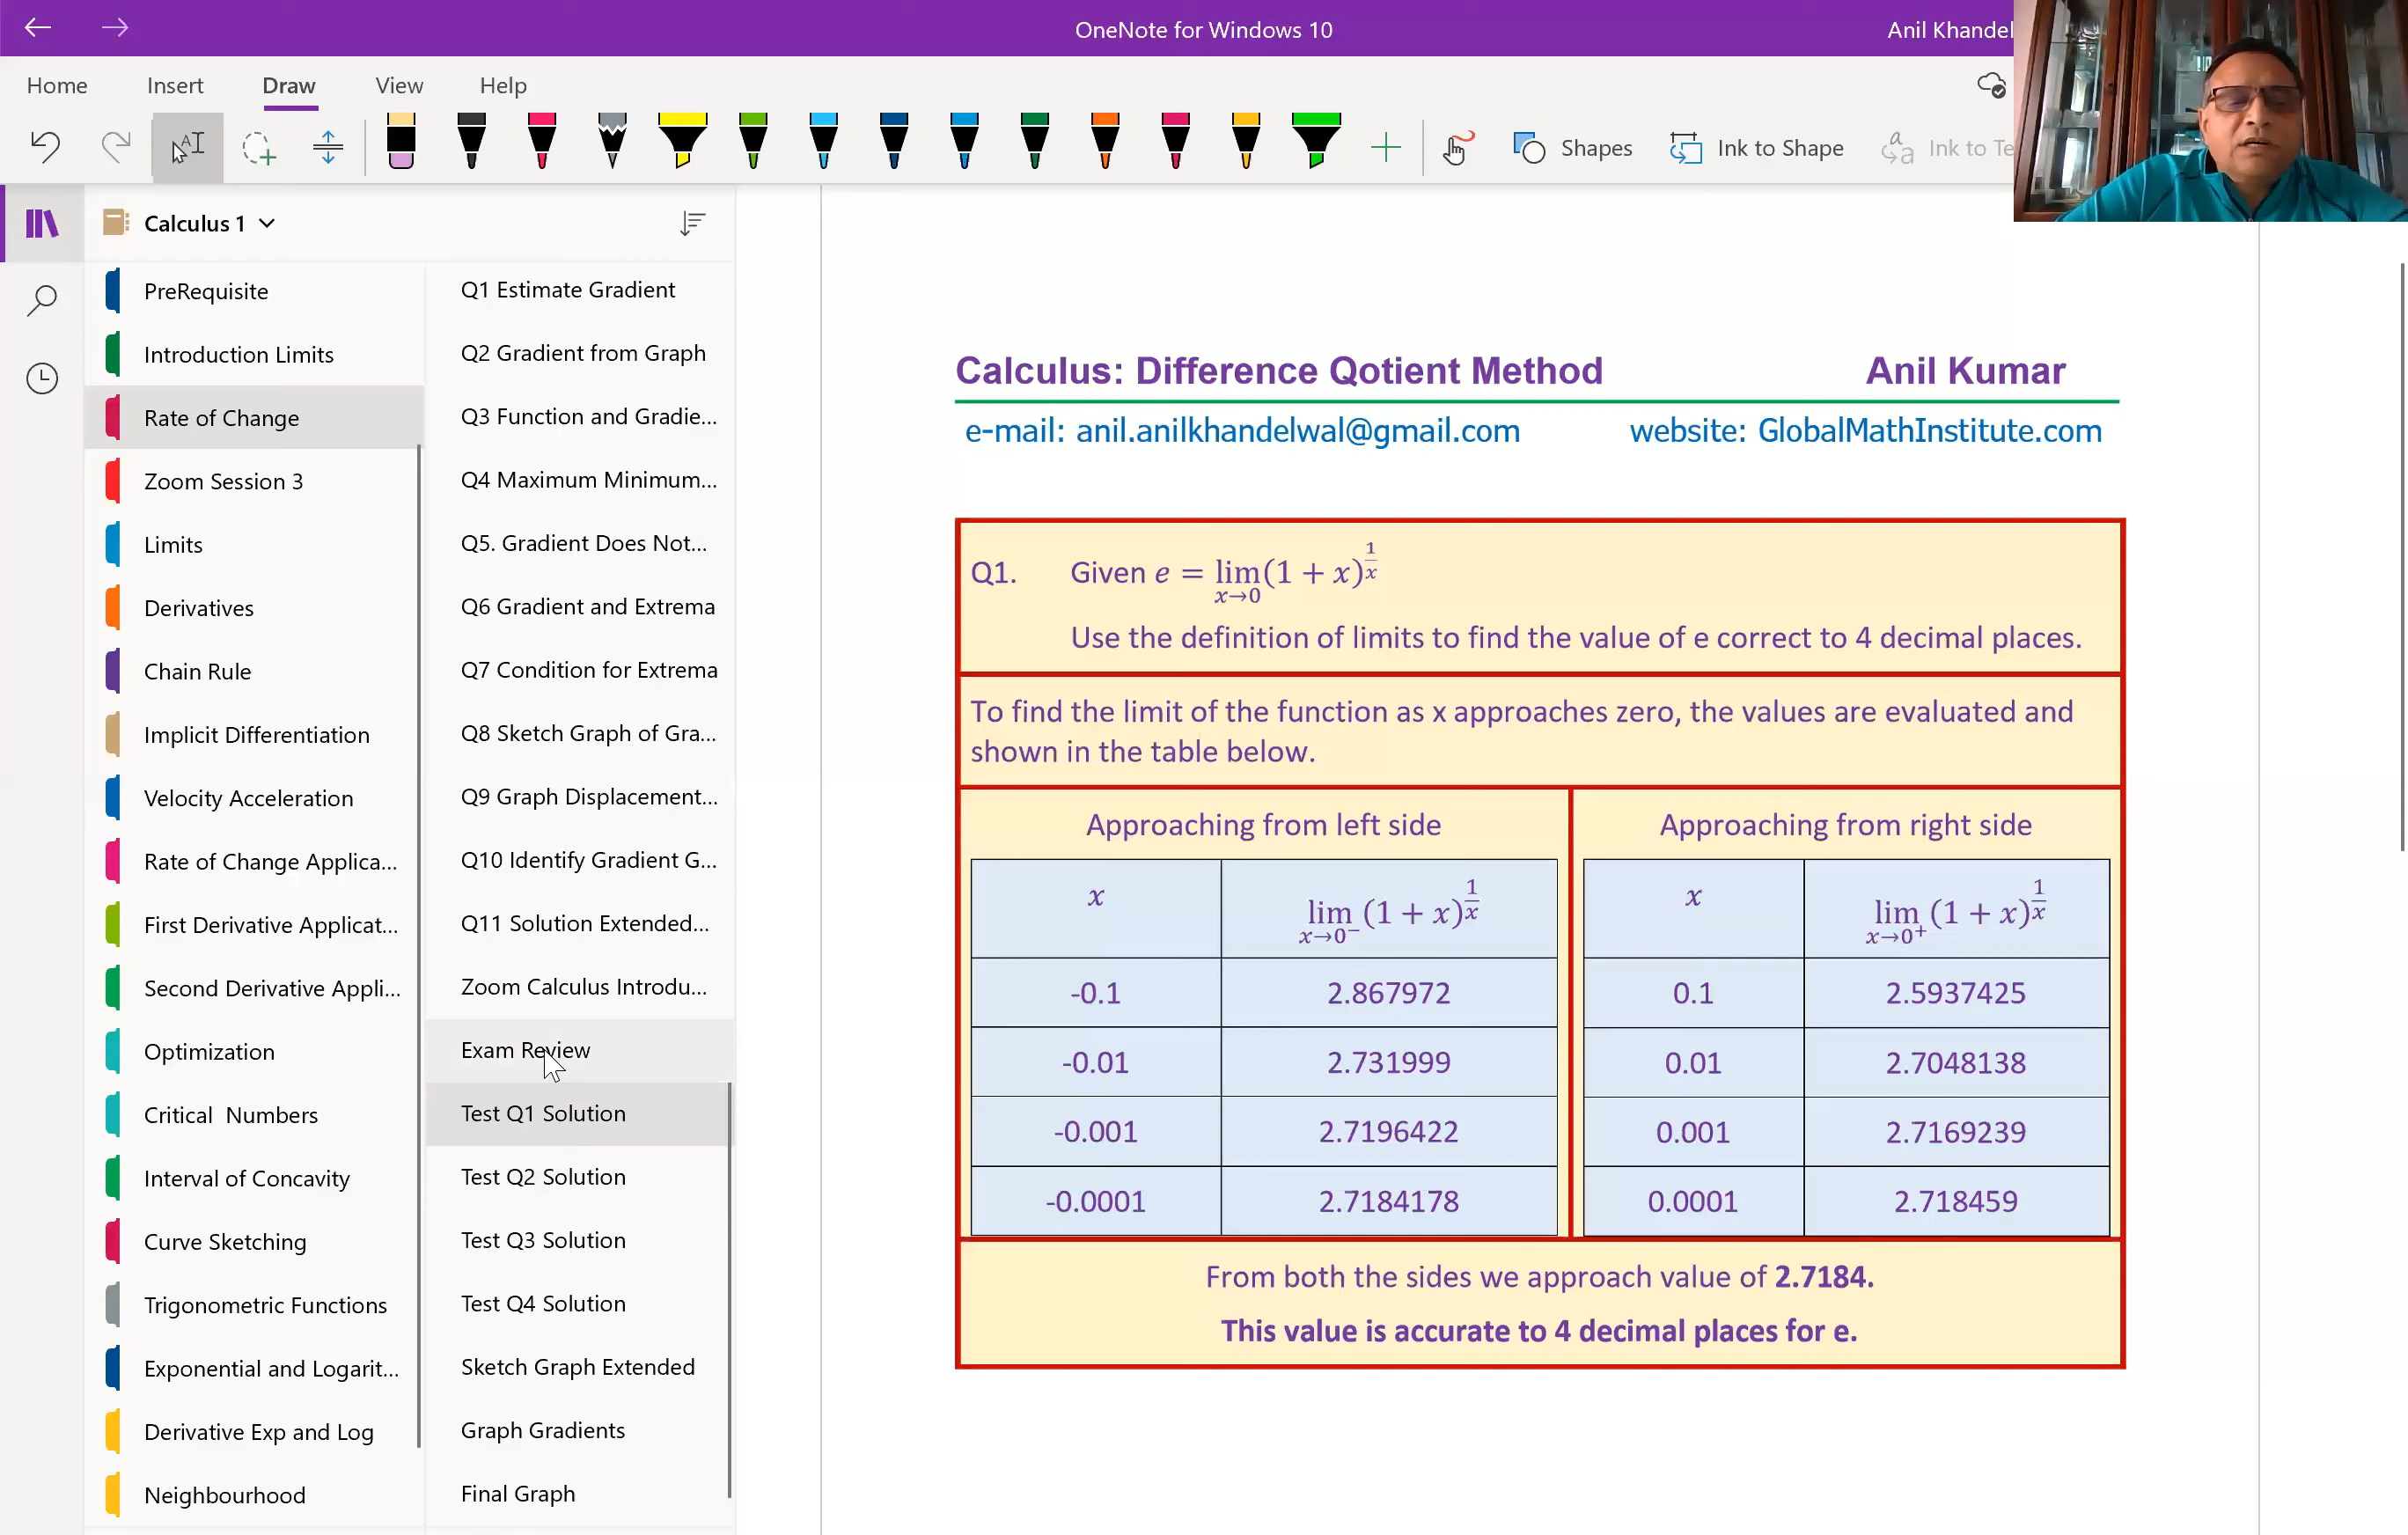 OneNote for Windows 10
Anil Khandel
Home Insert Draw View Help
Shapes Ink to Shape Ink to Te
Calculus 1
PreRequisite
Introduction Limits
Rate of Change
Zoom Session 3
Limits
Derivatives
Chain Rule
Implicit Differentiation
Velocity Acceleration
Rate of Change Applica...
First Derivative Applicat...
Second Derivative Appli...
Optimization
Critical Numbers
Interval of Concavity
Curve Sketching
Trigonometric Functions
Exponential and Logarit...
Derivative Exp and Log
Neighbourhood
Q1 Estimate Gradient
Q2 Gradient from Graph
Q3 Function and Gradie...
Q4 Maximum Minimum...
Q5. Gradient Does Not...
Q6 Gradient and Extrema
Q7 Condition for Extrema
Q8 Sketch Graph of Gra...
Q9 Graph Displacement...
Q10 Identify Gradient G...
Q11 Solution Extended...
Zoom Calculus Introdu...
Exam Review
Test Q1 Solution
Test Q2 Solution
Test Q3 Solution
Test Q4 Solution
Sketch Graph Extended
Graph Gradients
Final Graph
Calculus: Difference Qotient Method Anil Kumar
e-mail: anil.anilkhandelwal@gmail.com website: GlobalMathInstitute.com
Q1. Given e = lim x→0 (1 + x)^(1/x)
Use the definition of limits to find the value of e correct to 4 decimal places.
To find the limit of the function as x approaches zero, the values are evaluated and
shown in the table below.
Approaching from left side Approaching from right side
x lim x→0⁻ (1 + x)^(1/x) x lim x→0⁺ (1 + x)^(1/x)
-0.1 2.867972 0.1 2.5937425
-0.01 2.731999 0.01 2.7048138
-0.001 2.7196422 0.001 2.7169239
-0.0001 2.7184178 0.0001 2.718459
From both the sides we approach value of 2.7184.
This value is accurate to 4 decimal places for e.